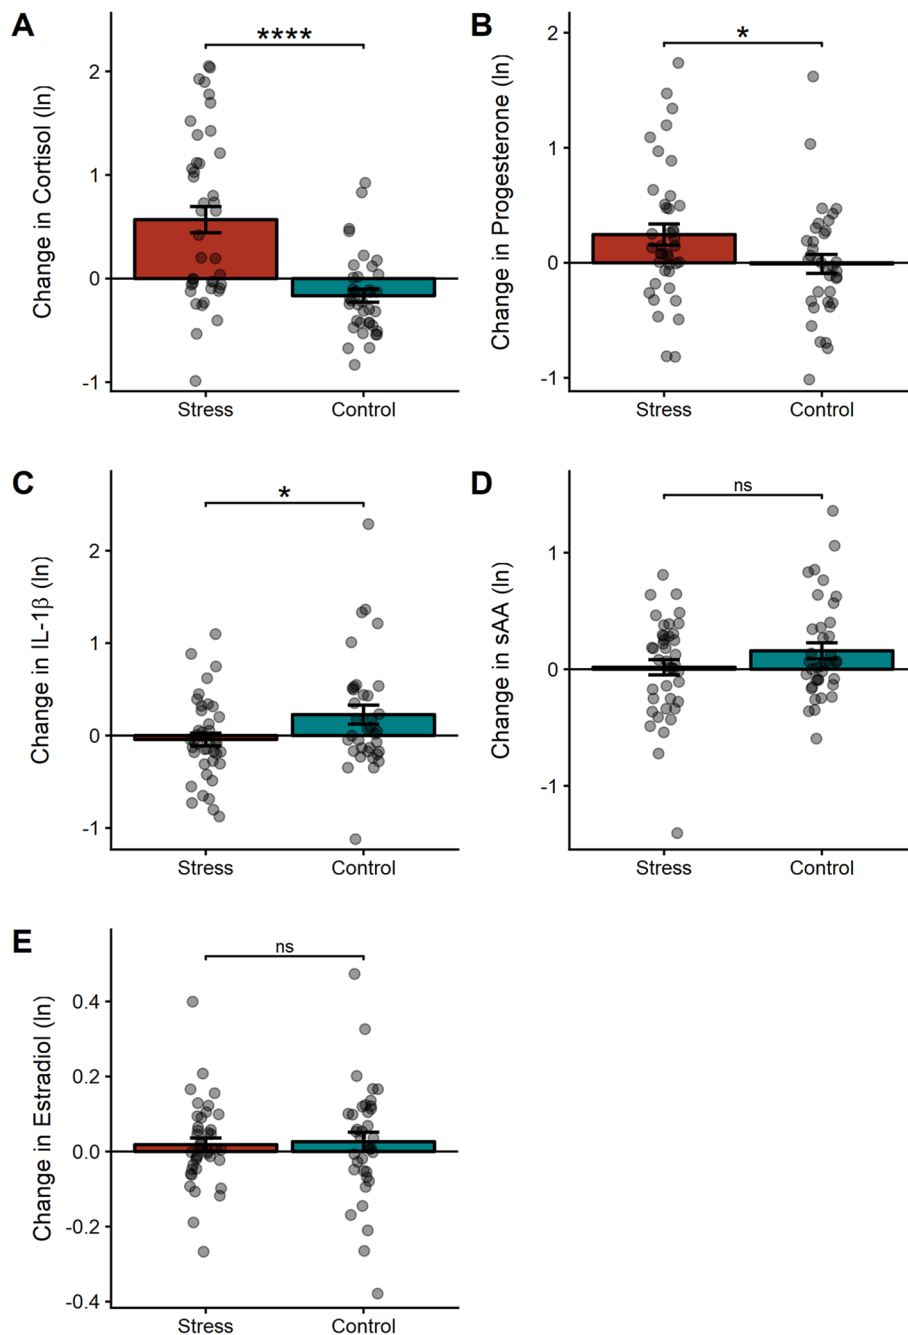 A
Change in Cortisol (ln)
2
1
0
-1
****
Stress
Control
B
Change in Progesterone (ln)
2
1
0
-1
*
Stress
Control
C
Change in IL-1β (ln)
2
1
0
-1
*
Stress
Control
D
Change in sAA (ln)
1
0
-1
ns
Stress
Control
E
Change in Estradiol (ln)
0.4
0.2
0.0
-0.2
-0.4
ns
Stress
Control